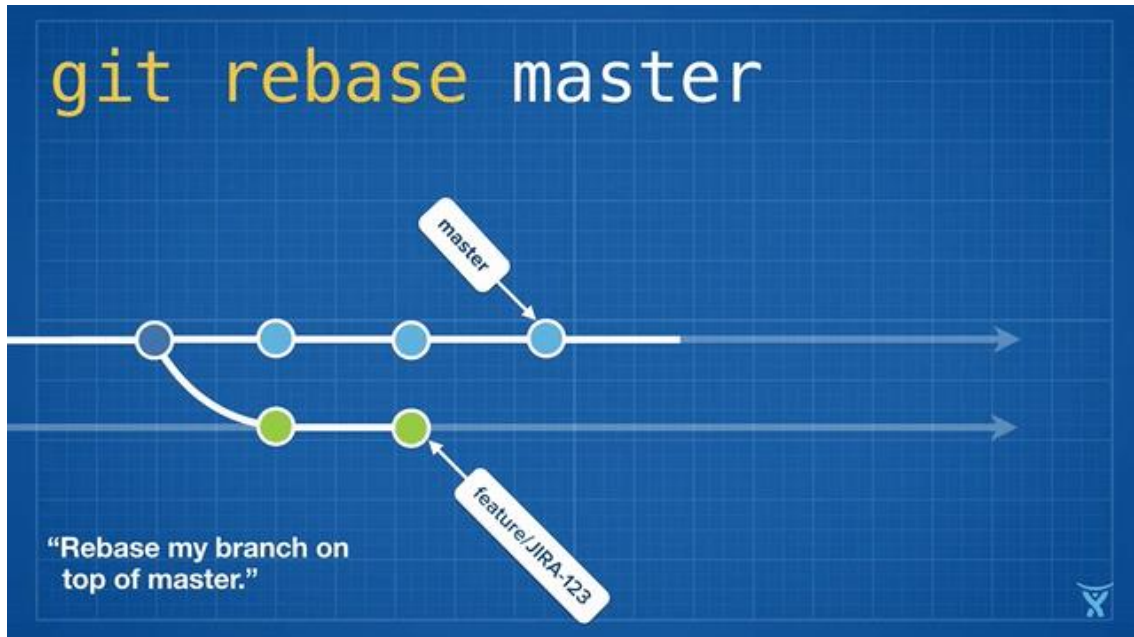 git rebase master
master
feature/JIRA-123
“Rebase my branch on
top of master.”